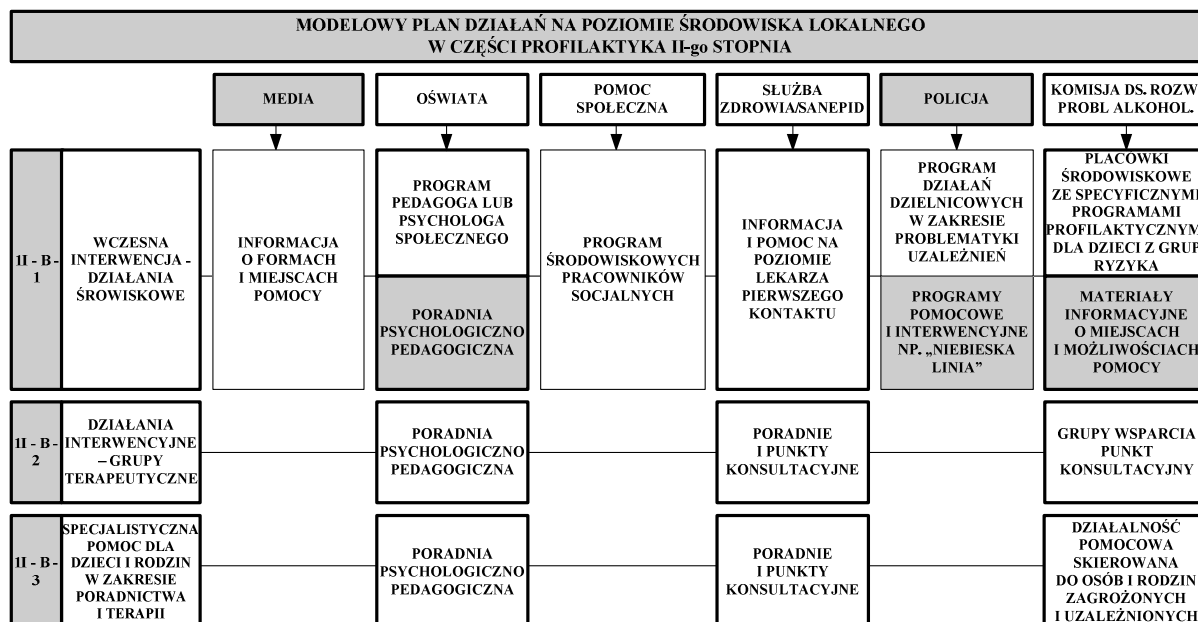 MODELOWY PLAN DZIAŁAŃ NA POZIOMIE ŚRODOWISKA LOKALNEGO
W CZĘŚCI PROFILAKTYKA II-go STOPNIA
MEDIA
OŚWIATA
POMOC
SPOŁECZNA
SŁUŻBA
ZDROWIA/SANEPID
POLICJA
KOMISJA DS. ROZW.
PROBL ALKOHOL.
1I - B -
1
WCZESNA
INTERWENCJA -
DZIAŁANIA
ŚROWISKOWE
INFORMACJA
O FORMACH
I MIEJSCACH
POMOCY
PROGRAM
PEDAGOGA LUB
PSYCHOLOGA
SPOŁECZNEGO
PORADNIA
PSYCHOLOGICZNO
PEDAGOGICZNA
PROGRAM
ŚRODOWISKOWYCH
PRACOWNIKÓW
SOCJALNYCH
INFORMACJA
I POMOC NA
POZIOMIE
LEKARZA
PIERWSZEGO
KONTAKTU
PROGRAM
DZIAŁAŃ
DZIELNICOWYCH
W ZAKRESIE
PROBLEMATYKI
UZALEŻNIEŃ
PROGRAMY
POMOCOWE
I INTERWENCYJNE
NP. „NIEBIESKA
LINIA”
PLACÓWKI
ŚRODOWISKOWE
ZE SPECYFICZNYMI
PROGRAMAMI
PROFILAKTYCZNYM
DLA DZIECI Z GRUP
RYZYKA
MATERIAŁY
INFORMACYJNE
O MIEJSCACH
I MOŻLIWOŚCIACH
POMOCY
1I - B -
2
DZIAŁANIA
INTERWENCYJNE
– GRUPY
TERAPEUTYCZNE
PORADNIA
PSYCHOLOGICZNO
PEDAGOGICZNA
PORADNIE
I PUNKTY
KONSULTACYJNE
GRUPY WSPARCIA
PUNKT
KONSULTACYJNY
1I - B -
3
SPECJALISTYCZNA
POMOC DLA
DZIECI I RODZIN
W ZAKRESIE
PORADNICTWA
I TERAPII
PORADNIA
PSYCHOLOGICZNO
PEDAGOGICZNA
PORADNIE
I PUNKTY
KONSULTACYJNE
DZIAŁALNOŚĆ
POMOCOWA
SKIEROWANA
DO OSÓB I RODZIN
ZAGROŻONYCH
I UZALEŻNIONYCH